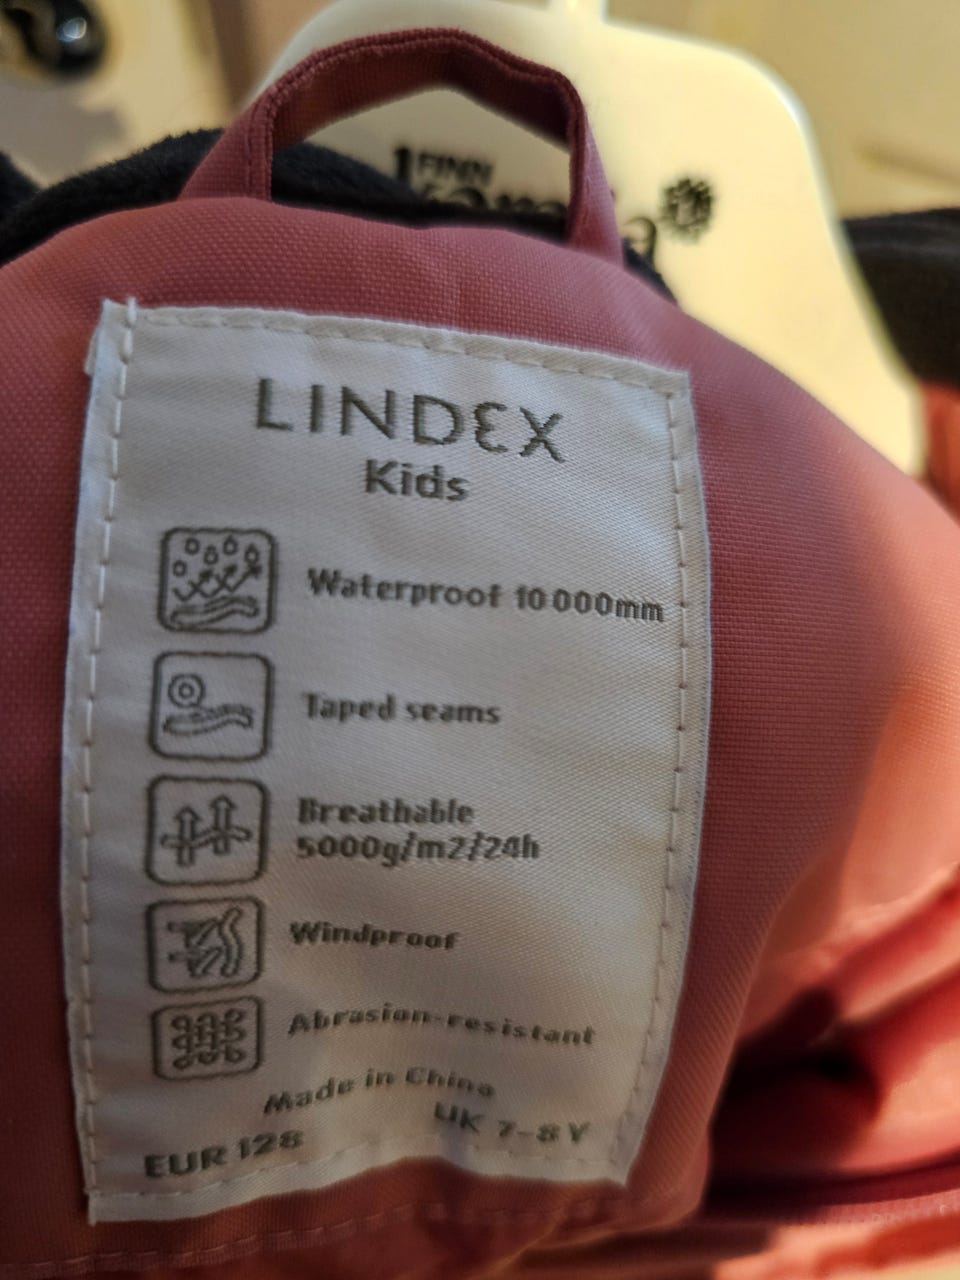 FINN
LINDEX
Kids
Waterproof 10 000mm
Taped seams
Breathable
5000g/m2/24h
Windproof
Abrasion-resistant
Made in China
EUR 128 UK 7-8 Y